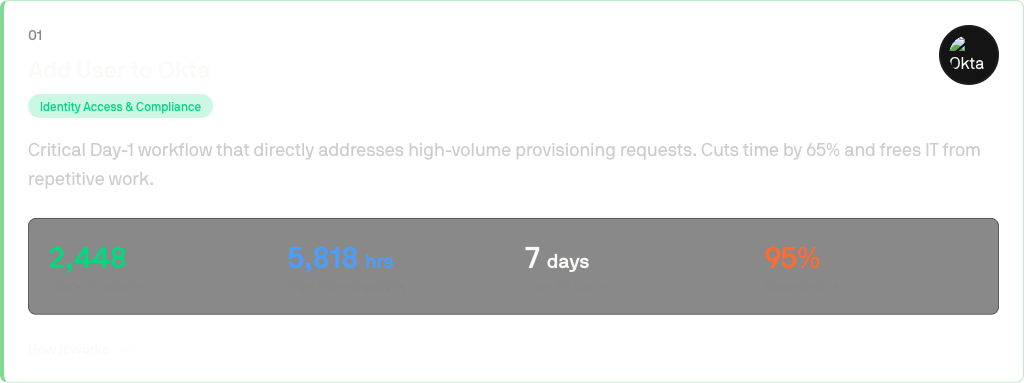 01
Okta
Add User to Okta
Identity Access & Compliance
Critical Day-1 workflow that directly addresses high-volume provisioning requests. Cuts time by 65% and frees IT from
repetitive work.
2,448 5,818 hrs 7 days 95%
How it works